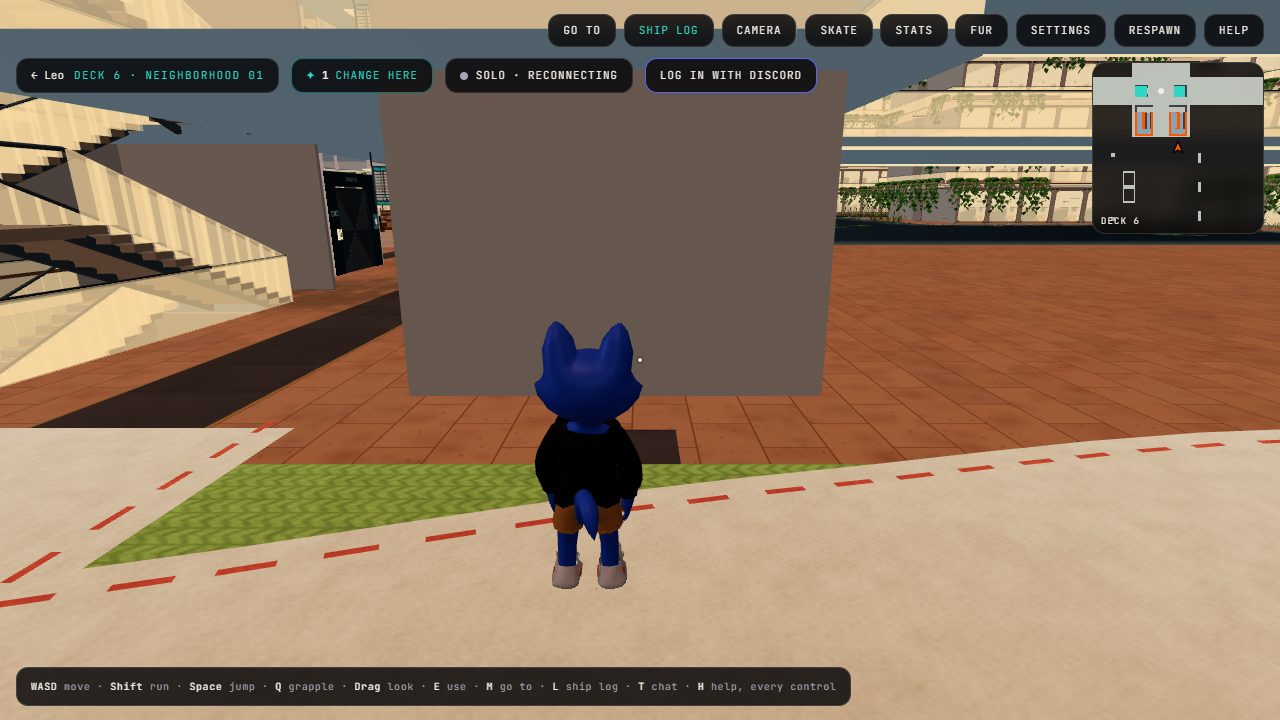 GO TO
SHIP LOG
CAMERA
SKATE
STATS
FUR
SETTINGS
RESPAWN
HELP
← Leo DECK 6 · NEIGHBORHOOD 01
✦ 1 CHANGE HERE
SOLO · RECONNECTING
LOG IN WITH DISCORD
DECK 6
WASD move · Shift run · Space jump · Q grapple · Drag look · E use · M go to · L ship log · T chat · H help, every control